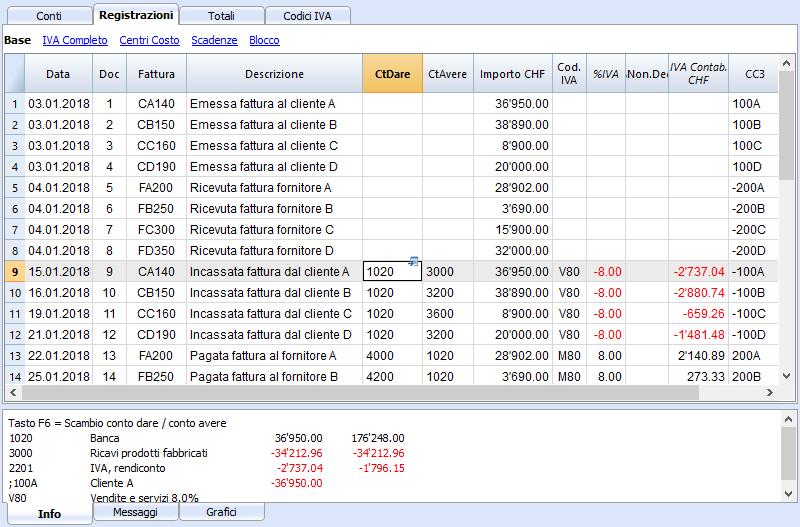 Conti Registrazioni Totali Codici IVA
Base IVA Completo Centri Costo Scadenze Blocco
Data Doc Fattura Descrizione CtDare CtAvere Importo CHF Cod. IVA %IVA %Non.Ded IVA Contab. CHF CC3
1 03.01.2018 1 CA140 Emessa fattura al cliente A 36'950.00 100A
2 03.01.2018 2 CB150 Emessa fattura al cliente B 38'890.00 100B
3 03.01.2018 3 CC160 Emessa fattura al cliente C 8'900.00 100C
4 03.01.2018 4 CD190 Emessa fattura al cliente D 20'000.00 100D
5 04.01.2018 5 FA200 Ricevuta fattura fornitore A 28'902.00 -200A
6 04.01.2018 6 FB250 Ricevuta fattura fornitore B 3'690.00 -200B
7 04.01.2018 7 FC300 Ricevuta fattura fornitore C 15'900.00 -200C
8 04.01.2018 8 FD350 Ricevuta fattura fornitore D 32'000.00 -200D
9 15.01.2018 9 CA140 Incassata fattura dal cliente A 1020 3000 36'950.00 V80 -8.00 -2'737.04 -100A
10 16.01.2018 10 CB150 Incassata fattura dal cliente B 1020 3200 38'890.00 V80 -8.00 -2'880.74 -100B
11 19.01.2018 11 CC160 Incassata fattura dal cliente C 1020 3600 8'900.00 V80 -8.00 -659.26 -100C
12 21.01.2018 12 CD190 Incassata fattura dal cliente D 1020 3200 20'000.00 V80 -8.00 -1'481.48 -100D
13 22.01.2018 13 FA200 Pagata fattura al fornitore A 4000 1020 28'902.00 M80 8.00 2'140.89 200A
14 25.01.2018 14 FB250 Pagata fattura al fornitore B 4200 1020 3'690.00 M80 8.00 273.33 200B
Tasto F6 = Scambio conto dare / conto avere
1020 Banca 36'950.00 176'248.00
3000 Ricavi prodotti fabbricati -34'212.96 -34'212.96
2201 IVA, rendiconto -2'737.04 -1'796.15
;100A Cliente A -36'950.00
V80 Vendite e servizi 8.0%
Info Messaggi Grafici